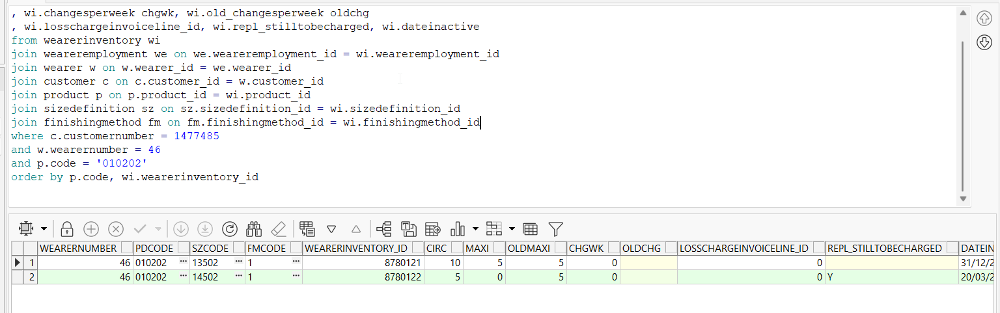 , wi.changesperweek chgwk, wi.old_changesperweek oldchg
, wi.losschargeinvoiceline_id, wi.repl_stilltobecharged, wi.dateinactive
from wearerinventory wi
join weareremployment we on we.weareremployment_id = wi.weareremployment_id
join wearer w on w.wearer_id = we.wearer_id
join customer c on c.customer_id = w.customer_id
join product p on p.product_id = wi.product_id
join sizedefinition sz on sz.sizedefinition_id = wi.sizedefinition_id
join finishingmethod fm on fm.finishingmethod_id = wi.finishingmethod_id
where c.customernumber = 1477485
and w.wearernumber = 46
and p.code = '010202'
order by p.code, wi.wearerinventory_id
WEARERNUMBER PDCODE SZCODE FMCODE WEARERINVENTORY_ID CIRC MAXI OLDMAXI CHGWK OLDCHG LOSSCHARGEINVOICELINE_ID REPL_STILLTOBECHARGED DATEIN
1 46 010202 ... 13502 ... 1 ... 8780121 10 5 5 0 0 31/12/2
2 46 010202 ... 14502 ... 1 ... 8780122 5 0 5 0 0 Y 20/03/2